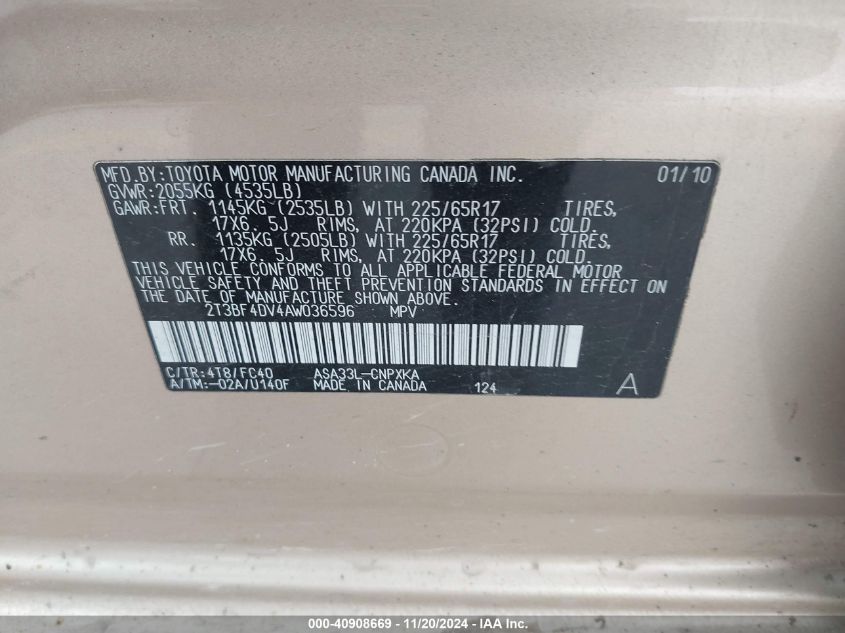 MFD.BY:TOYOTA MOTOR MANUFACTURING CANADA INC. 01/10
GVWR:2055KG (4535LB)
GAWR:FRT. 1145KG (2535LB) WITH 225/65R17 TIRES,
17X6.5J RIMS, AT 220KPA (32PSI) COLD.
RR. 1135KG (2505LB) WITH 225/65R17 TIRES,
17X6.5J RIMS, AT 220KPA (32PSI) COLD.
THIS VEHICLE CONFORMS TO ALL APPLICABLE FEDERAL MOTOR
VEHICLE SAFETY AND THEFT PREVENTION STANDARDS IN EFFECT ON
THE DATE OF MANUFACTURE SHOWN ABOVE.
2T3BF4DV4AW036596 MPV
C/TR:4T8/FC40 ASA33L-CNPXKA
A/TM:-02A/U140F MADE IN CANADA 124 A
000-40908669 - 11/20/2024 - IAA Inc.